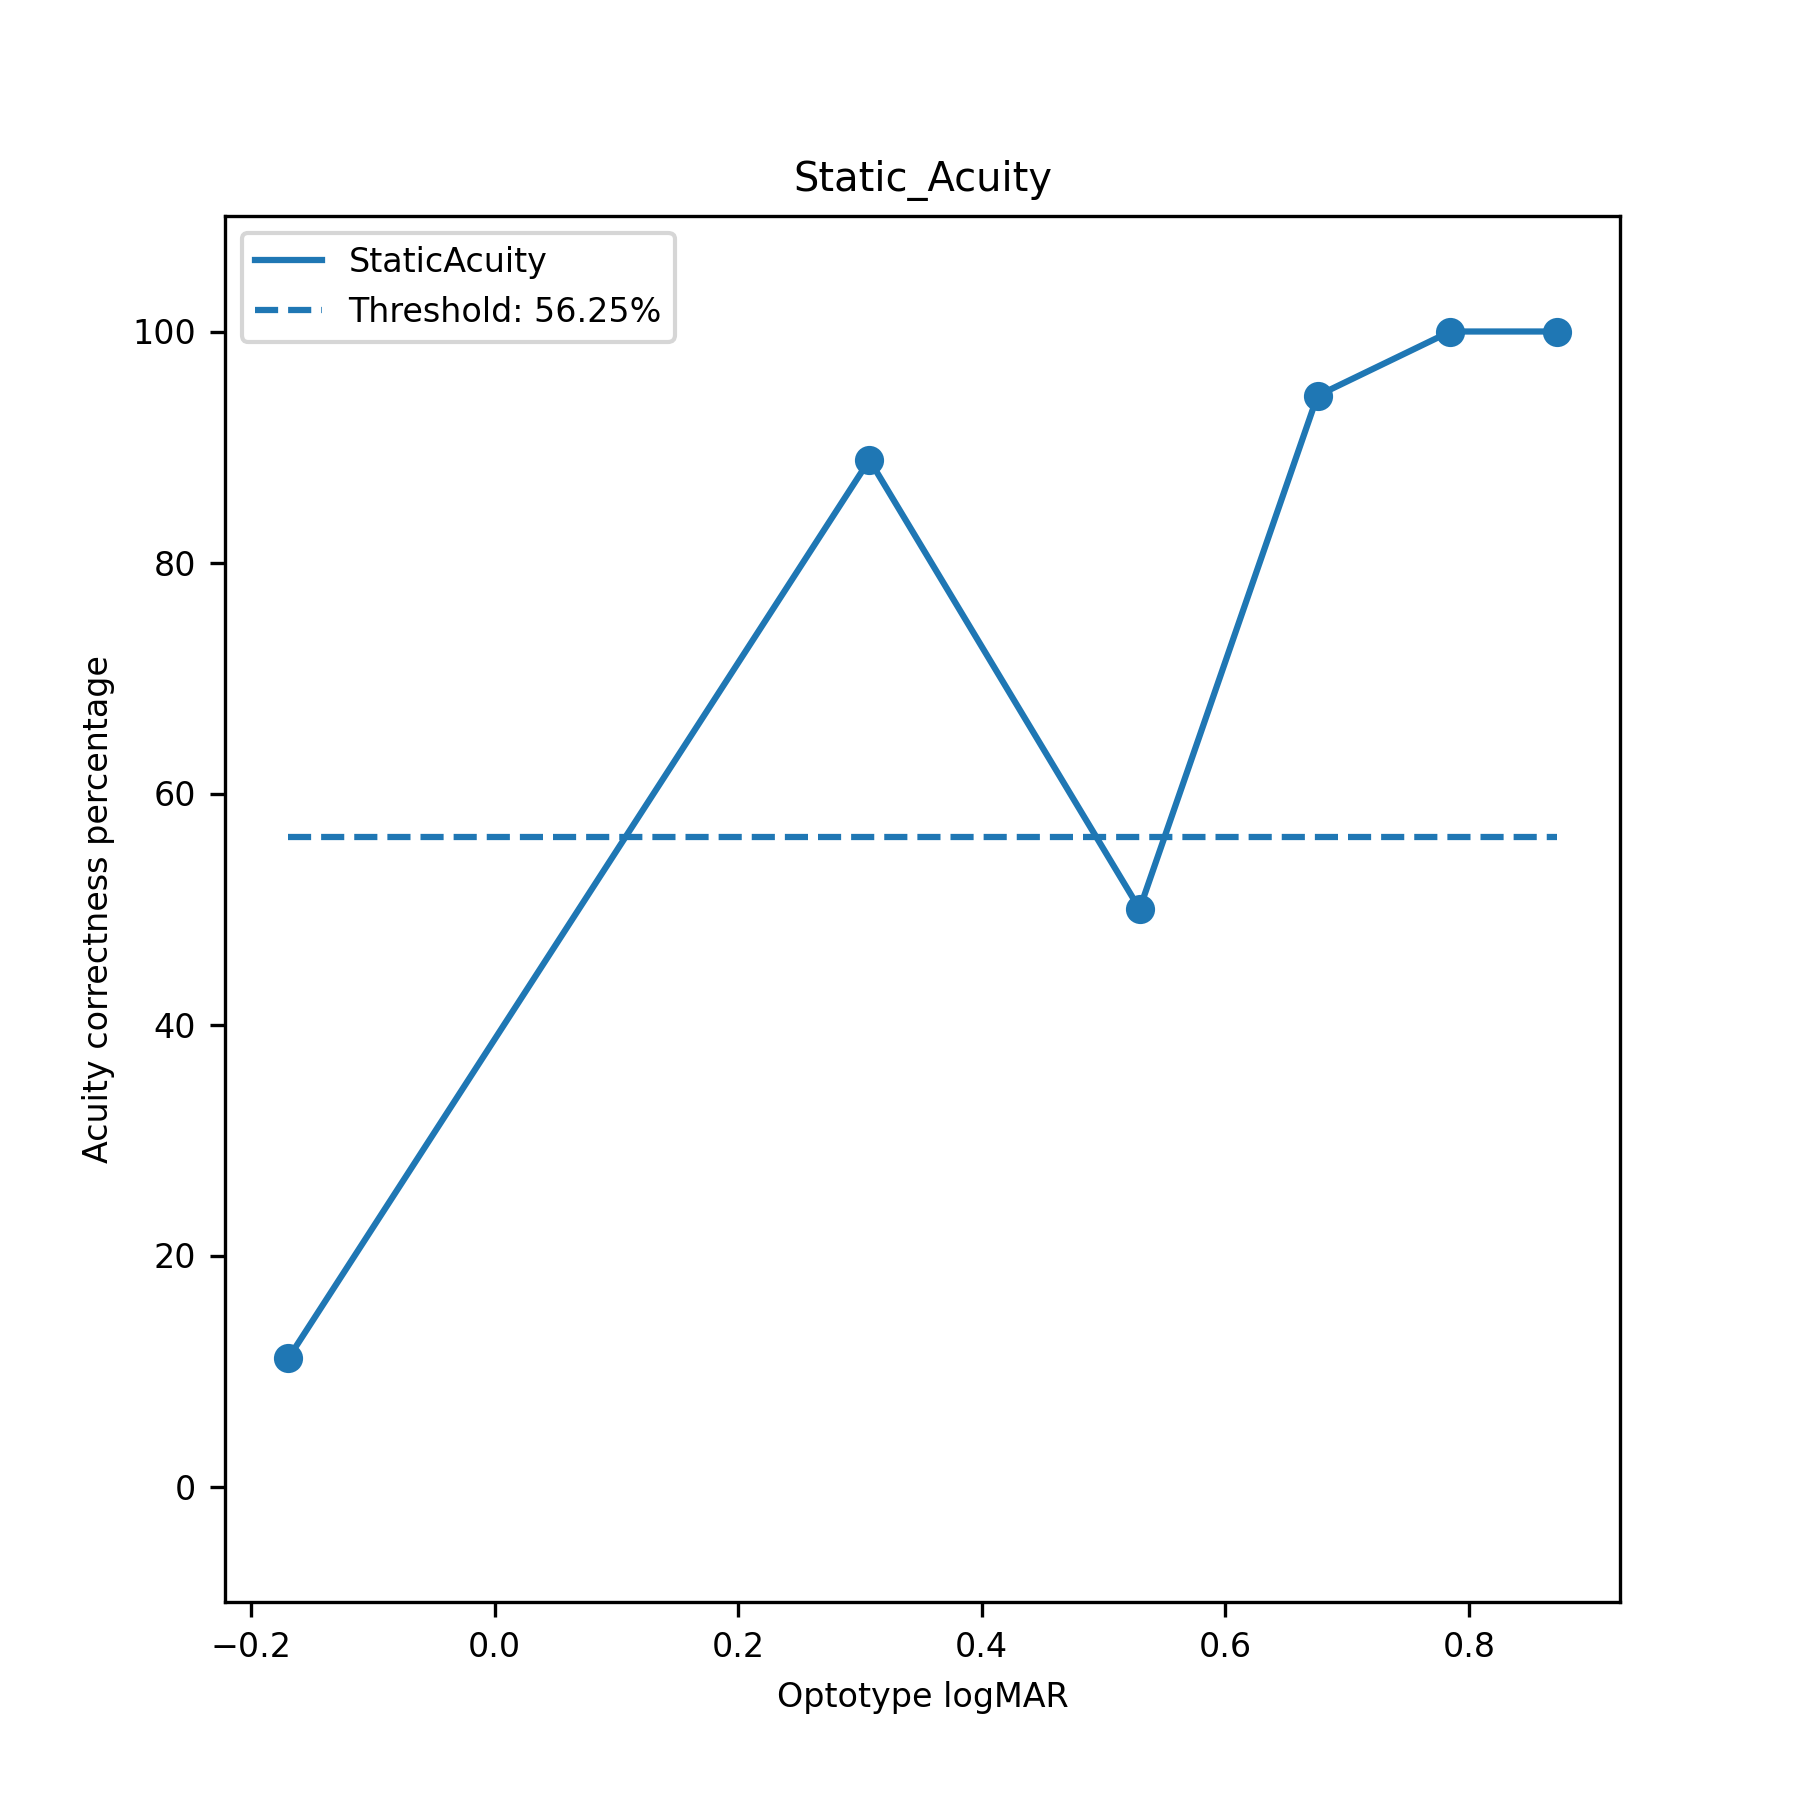 Static_Acuity
StaticAcuity
Threshold: 56.25%
100
80
60
40
20
0
Acuity correctness percentage
−0.2 0.0 0.2 0.4 0.6 0.8
Optotype logMAR